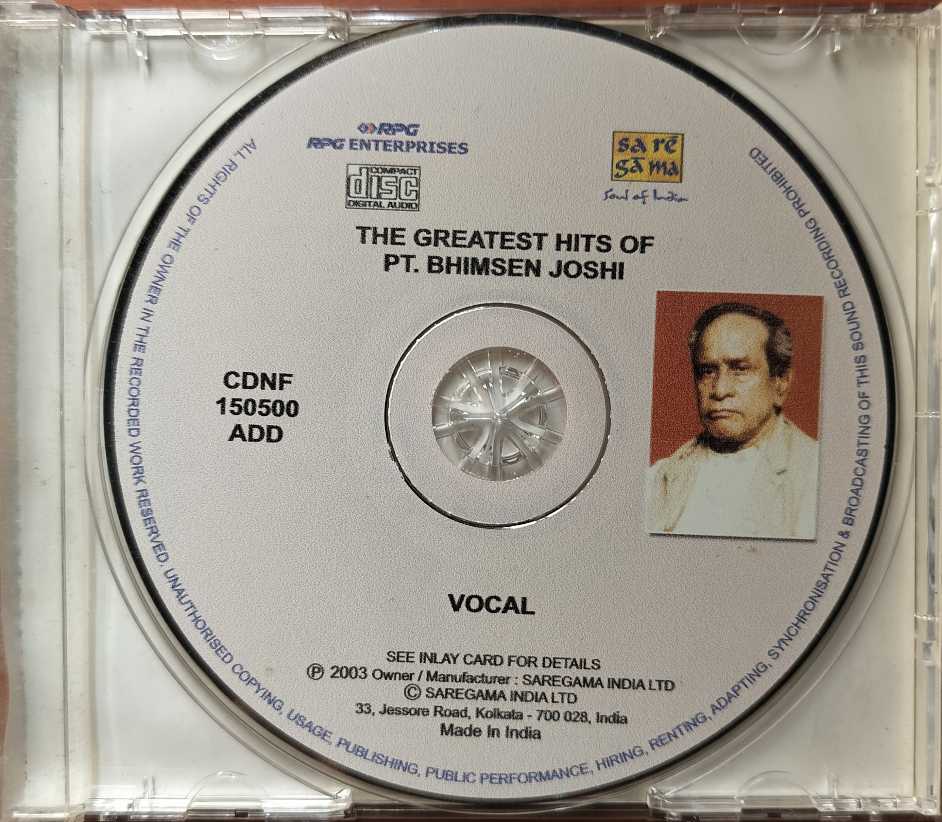 RPG
RPG ENTERPRISES
COMPACT
disc
DIGITAL AUDIO
sa rē
gā ma
Soul of India
THE GREATEST HITS OF
PT. BHIMSEN JOSHI
CDNF
150500
ADD
VOCAL
SEE INLAY CARD FOR DETAILS
Ⓟ 2003 Owner / Manufacturer : SAREGAMA INDIA LTD
© SAREGAMA INDIA LTD
33, Jessore Road, Kolkata - 700 028, India
Made In India
ALL RIGHTS OF THE OWNER IN THE RECORDED WORK RESERVED. UNAUTHORISED COPYING, USAGE, PUBLISHING, PUBLIC PERFORMANCE, HIRING, RENTING, ADAPTING, SYNCHRONISATION & BROADCASTING OF THIS SOUND RECORDING PROHIBITED